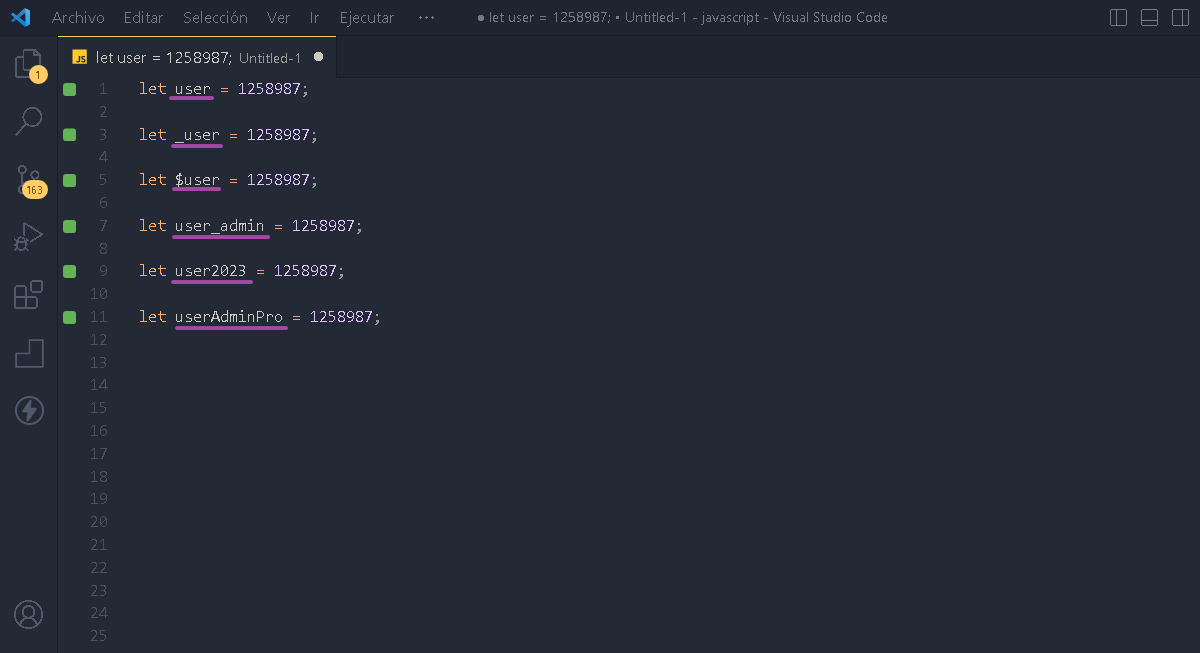 Archivo Editar Selección Ver Ir Ejecutar ··· ● let user = 1258987; • Untitled-1 - javascript - Visual Studio Code
JS let user = 1258987; Untitled-1 ●
1
163
1 let user = 1258987;
2
3 let _user = 1258987;
4
5 let $user = 1258987;
6
7 let user_admin = 1258987;
8
9 let user2023 = 1258987;
10
11 let userAdminPro = 1258987;
12
13
14
15
16
17
18
19
20
21
22
23
24
25